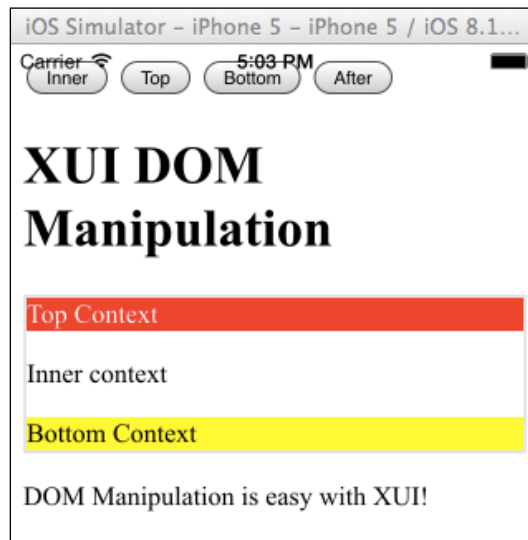 iOS Simulator – iPhone 5 – iPhone 5 / iOS 8.1...
Carrier 5:03 PM
Inner Top Bottom After
XUI DOM
Manipulation
Top Context
Inner context
Bottom Context
DOM Manipulation is easy with XUI!